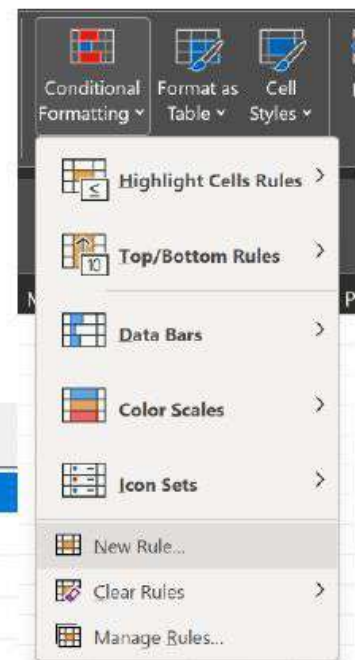 Conditional Formatting
Format as Table
Cell Styles
≤
Highlight Cells Rules
10
Top/Bottom Rules
P
Data Bars
Color Scales
Icon Sets
New Rule...
Clear Rules
Manage Rules...